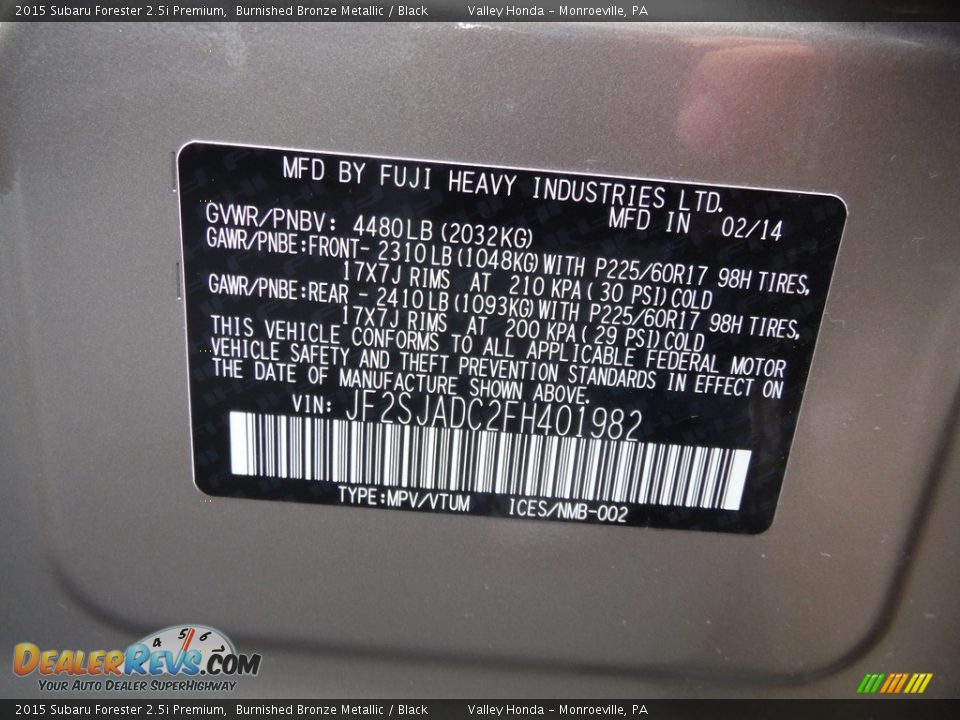 2015 Subaru Forester 2.5i Premium,  Burnished Bronze Metallic / Black        Valley Honda - Monroeville, PA
MFD BY FUJI HEAVY INDUSTRIES LTD.
MFD IN 02/14
GVWR/PNBV: 4480LB(2032KG)
GAWR/PNBE:FRONT- 2310LB(1048KG)WITH P225/60R17 98H TIRES,
17X7J RIMS AT 210 KPA(30 PSI)COLD
GAWR/PNBE:REAR - 2410LB(1093KG)WITH P225/60R17 98H TIRES,
17X7J RIMS AT 200 KPA(29 PSI)COLD
THIS VEHICLE CONFORMS TO ALL APPLICABLE FEDERAL MOTOR
VEHICLE SAFETY AND THEFT PREVENTION STANDARDS IN EFFECT ON
THE DATE OF MANUFACTURE SHOWN ABOVE.
VIN: JF2SJADC2FH401982
TYPE:MPV/VTUM ICES/NMB-002
4 5 6
DEALERREVS.COM
YOUR AUTO DEALER SUPERHIGHWAY
2015 Subaru Forester 2.5i Premium,  Burnished Bronze Metallic / Black        Valley Honda - Monroeville, PA